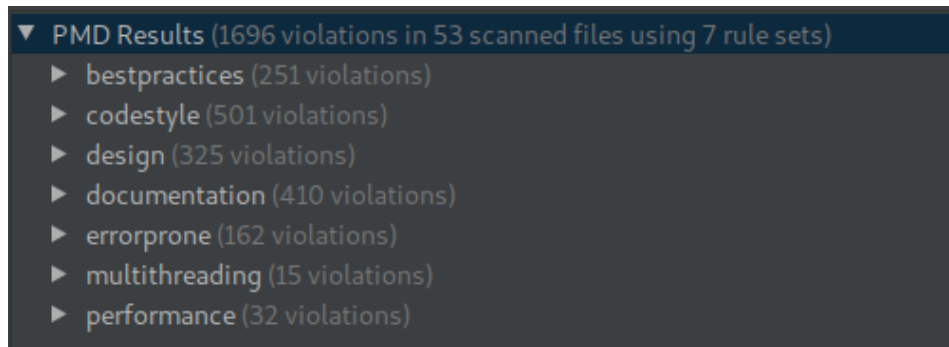 PMD Results (1696 violations in 53 scanned files using 7 rule sets)
bestpractices (251 violations)
codestyle (501 violations)
design (325 violations)
documentation (410 violations)
errorprone (162 violations)
multithreading (15 violations)
performance (32 violations)